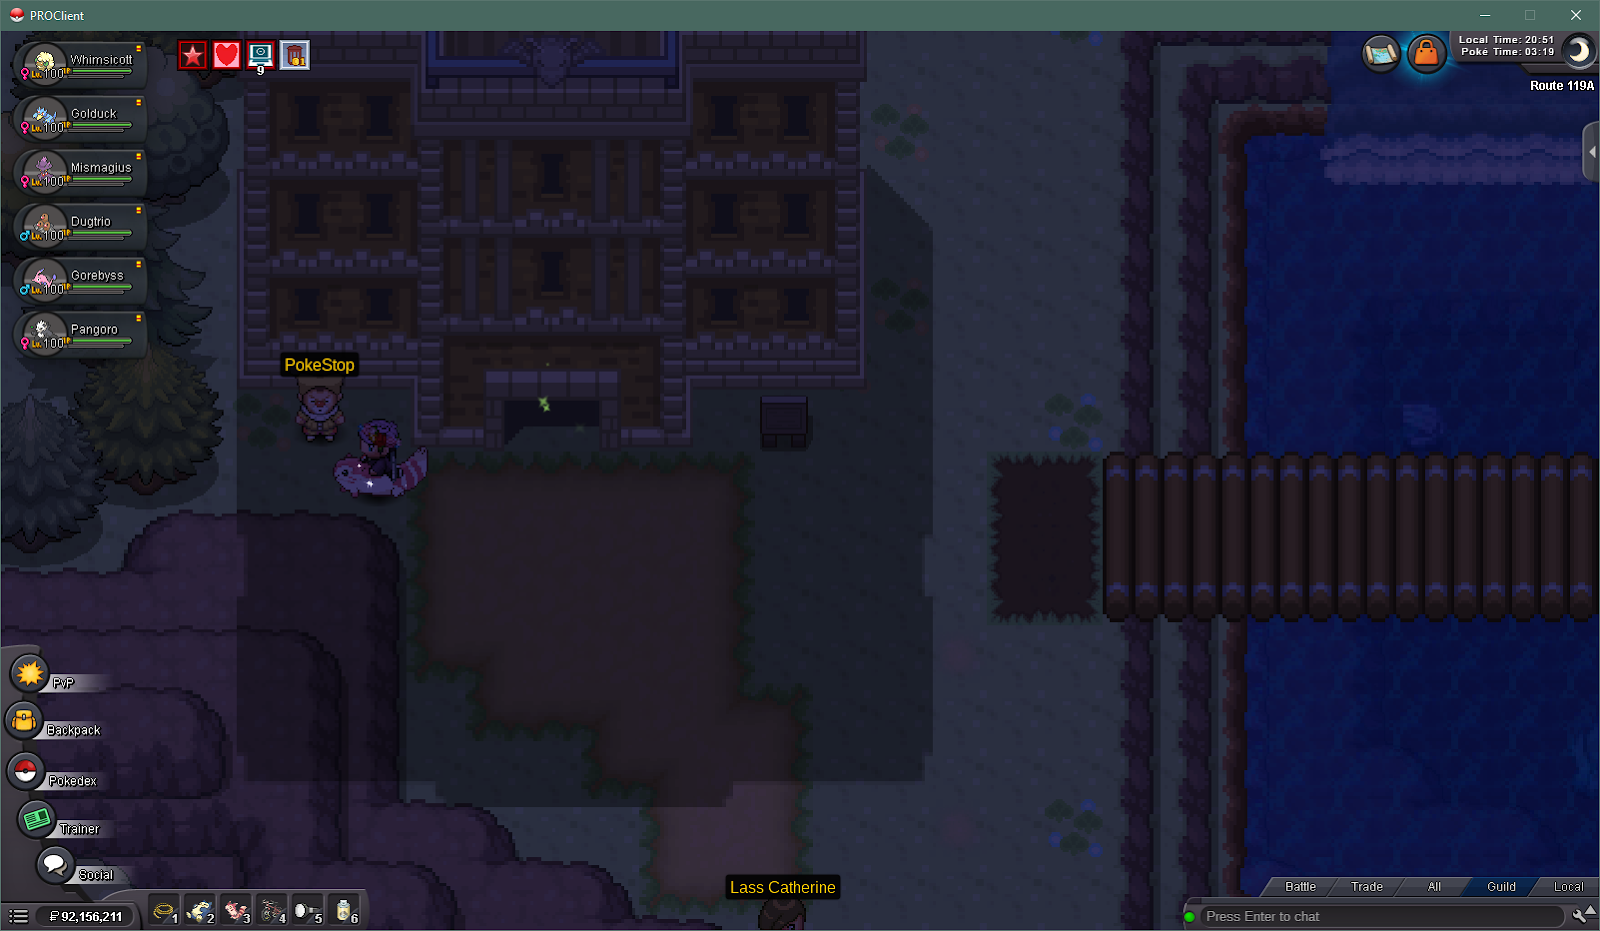 PROClient
Whimsicott
Lv.100
Golduck
Lv.100
Mismagius
Lv.100
Dugtrio
Lv.100
Gorebyss
Lv.100
Pangoro
Lv.100
9
1
Local Time: 20:51
Poké Time: 03:19
Route 119A
PokeStop
PvP
Backpack
Pokedex
Trainer
Social
Lass Catherine
92,156,211
1 2 3 4 5 6
Battle Trade All Guild Local
Press Enter to chat